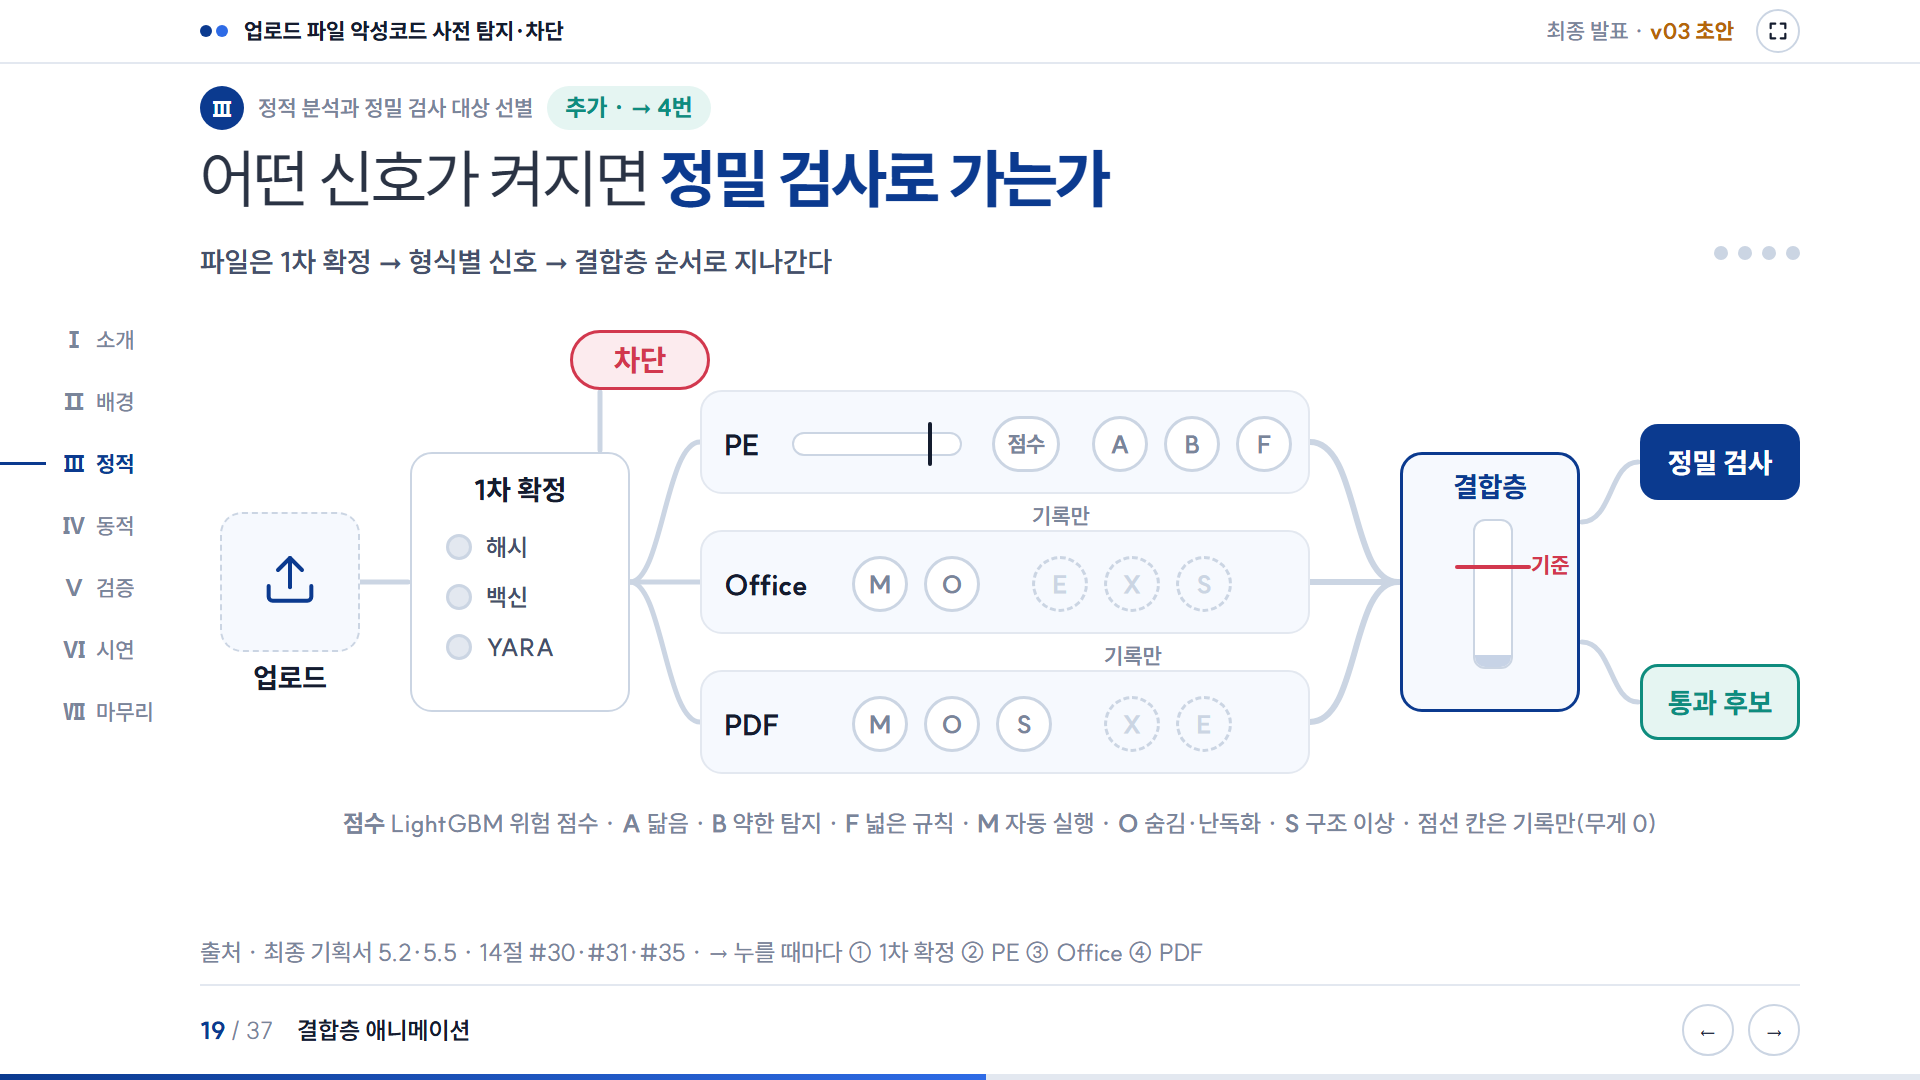 업로드 파일 악성코드 사전 탐지·차단
최종 발표 · v03 초안
Ⅲ 정적 분석과 정밀 검사 대상 선별 추가 · → 4번
어떤 신호가 켜지면 정밀 검사로 가는가
파일은 1차 확정 → 형식별 신호 → 결합층 순서로 지나간다
Ⅰ 소개
Ⅱ 배경
Ⅲ 정적
Ⅳ 동적
Ⅴ 검증
Ⅵ 시연
Ⅶ 마무리
업로드
차단
1차 확정
해시
백신
YARA
PE 점수 A B F
기록만
Office M O E X S
기록만
PDF M O S X E
결합층
기준
정밀 검사
통과 후보
점수 LightGBM 위험 점수 · A 닮음 · B 약한 탐지 · F 넓은 규칙 · M 자동 실행 · O 숨김·난독화 · S 구조 이상 · 점선 칸은 기록만(무게 0)
출처 · 최종 기획서 5.2·5.5 · 14절 #30·#31·#35 · → 누를 때마다 ① 1차 확정 ② PE ③ Office ④ PDF
19 / 37 결합층 애니메이션
← →